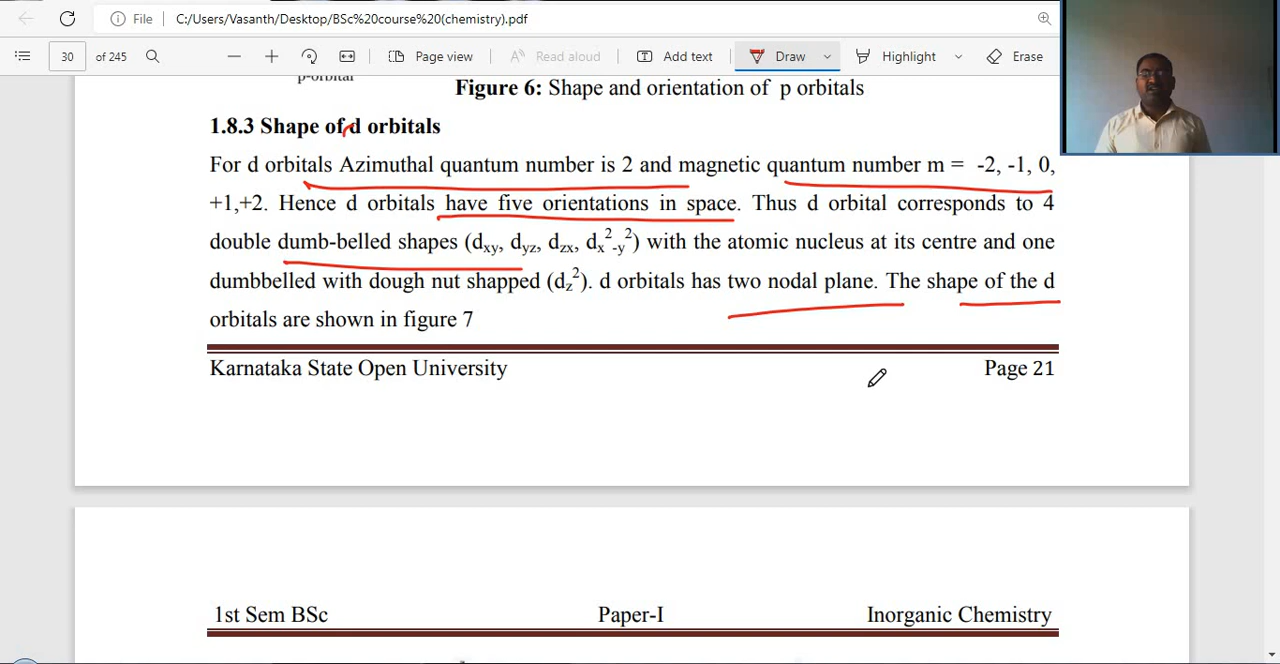 File C:/Users/Vasanth/Desktop/BSc%20course%20(chemistry).pdf
30 of 245 Page view Read aloud Add text Draw Highlight Erase
p-orbital
Figure 6: Shape and orientation of p orbitals
1.8.3 Shape of d orbitals
For d orbitals Azimuthal quantum number is 2 and magnetic quantum number m = -2, -1, 0,
+1,+2. Hence d orbitals have five orientations in space. Thus d orbital corresponds to 4
double dumb-belled shapes (dxy, dyz, dzx, dx²-y²) with the atomic nucleus at its centre and one
dumbbelled with dough nut shapped (dz²). d orbitals has two nodal plane. The shape of the d
orbitals are shown in figure 7
Karnataka State Open University Page 21
1st Sem BSc Paper-I Inorganic Chemistry